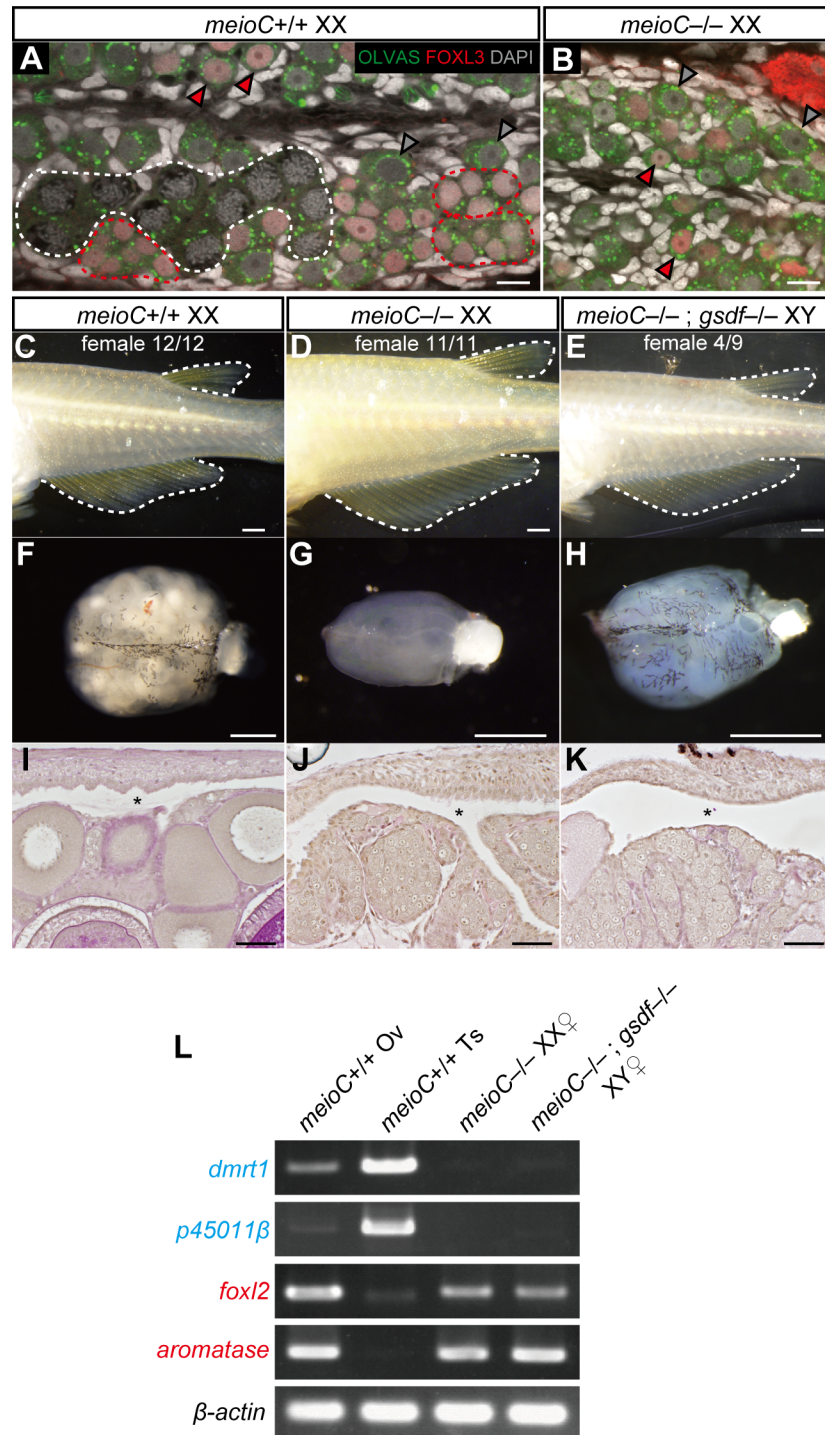 meioC+/+ XX
meioC–/– XX
A
OLVAS FOXL3 DAPI
B
meioC+/+ XX
meioC–/– XX
meioC–/– ; gsdf–/– XY
C
female 12/12
D
female 11/11
E
female 4/9
F
G
H
I
*
J
*
K
*
L
meioC+/+ Ov
meioC+/+ Ts
meioC–/– XX♀
meioC–/– ; gsdf–/–
XY♀
dmrt1
p45011β
foxl2
aromatase
β-actin